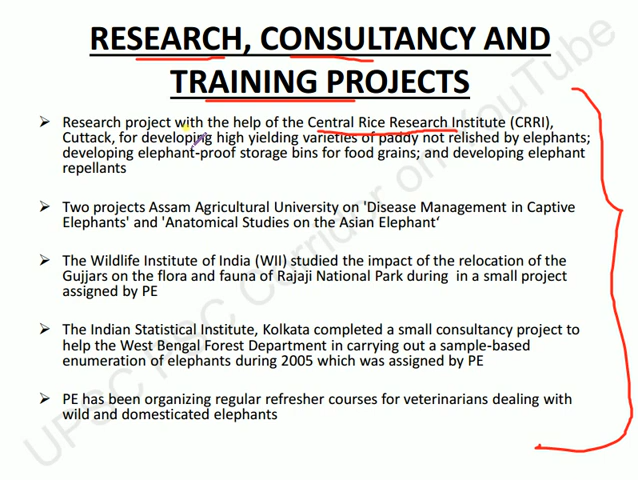 RESEARCH, CONSULTANCY AND
TRAINING PROJECTS
➢ Research project with the help of the Central Rice Research Institute (CRRI),
Cuttack, for developing high yielding varieties of paddy not relished by elephants;
developing elephant-proof storage bins for food grains; and developing elephant
repellants
➢ Two projects Assam Agricultural University on 'Disease Management in Captive
Elephants' and 'Anatomical Studies on the Asian Elephant‘
➢ The Wildlife Institute of India (WII) studied the impact of the relocation of the
Gujjars on the flora and fauna of Rajaji National Park during in a small project
assigned by PE
➢ The Indian Statistical Institute, Kolkata completed a small consultancy project to
help the West Bengal Forest Department in carrying out a sample-based
enumeration of elephants during 2005 which was assigned by PE
➢ PE has been organizing regular refresher courses for veterinarians dealing with
wild and domesticated elephants